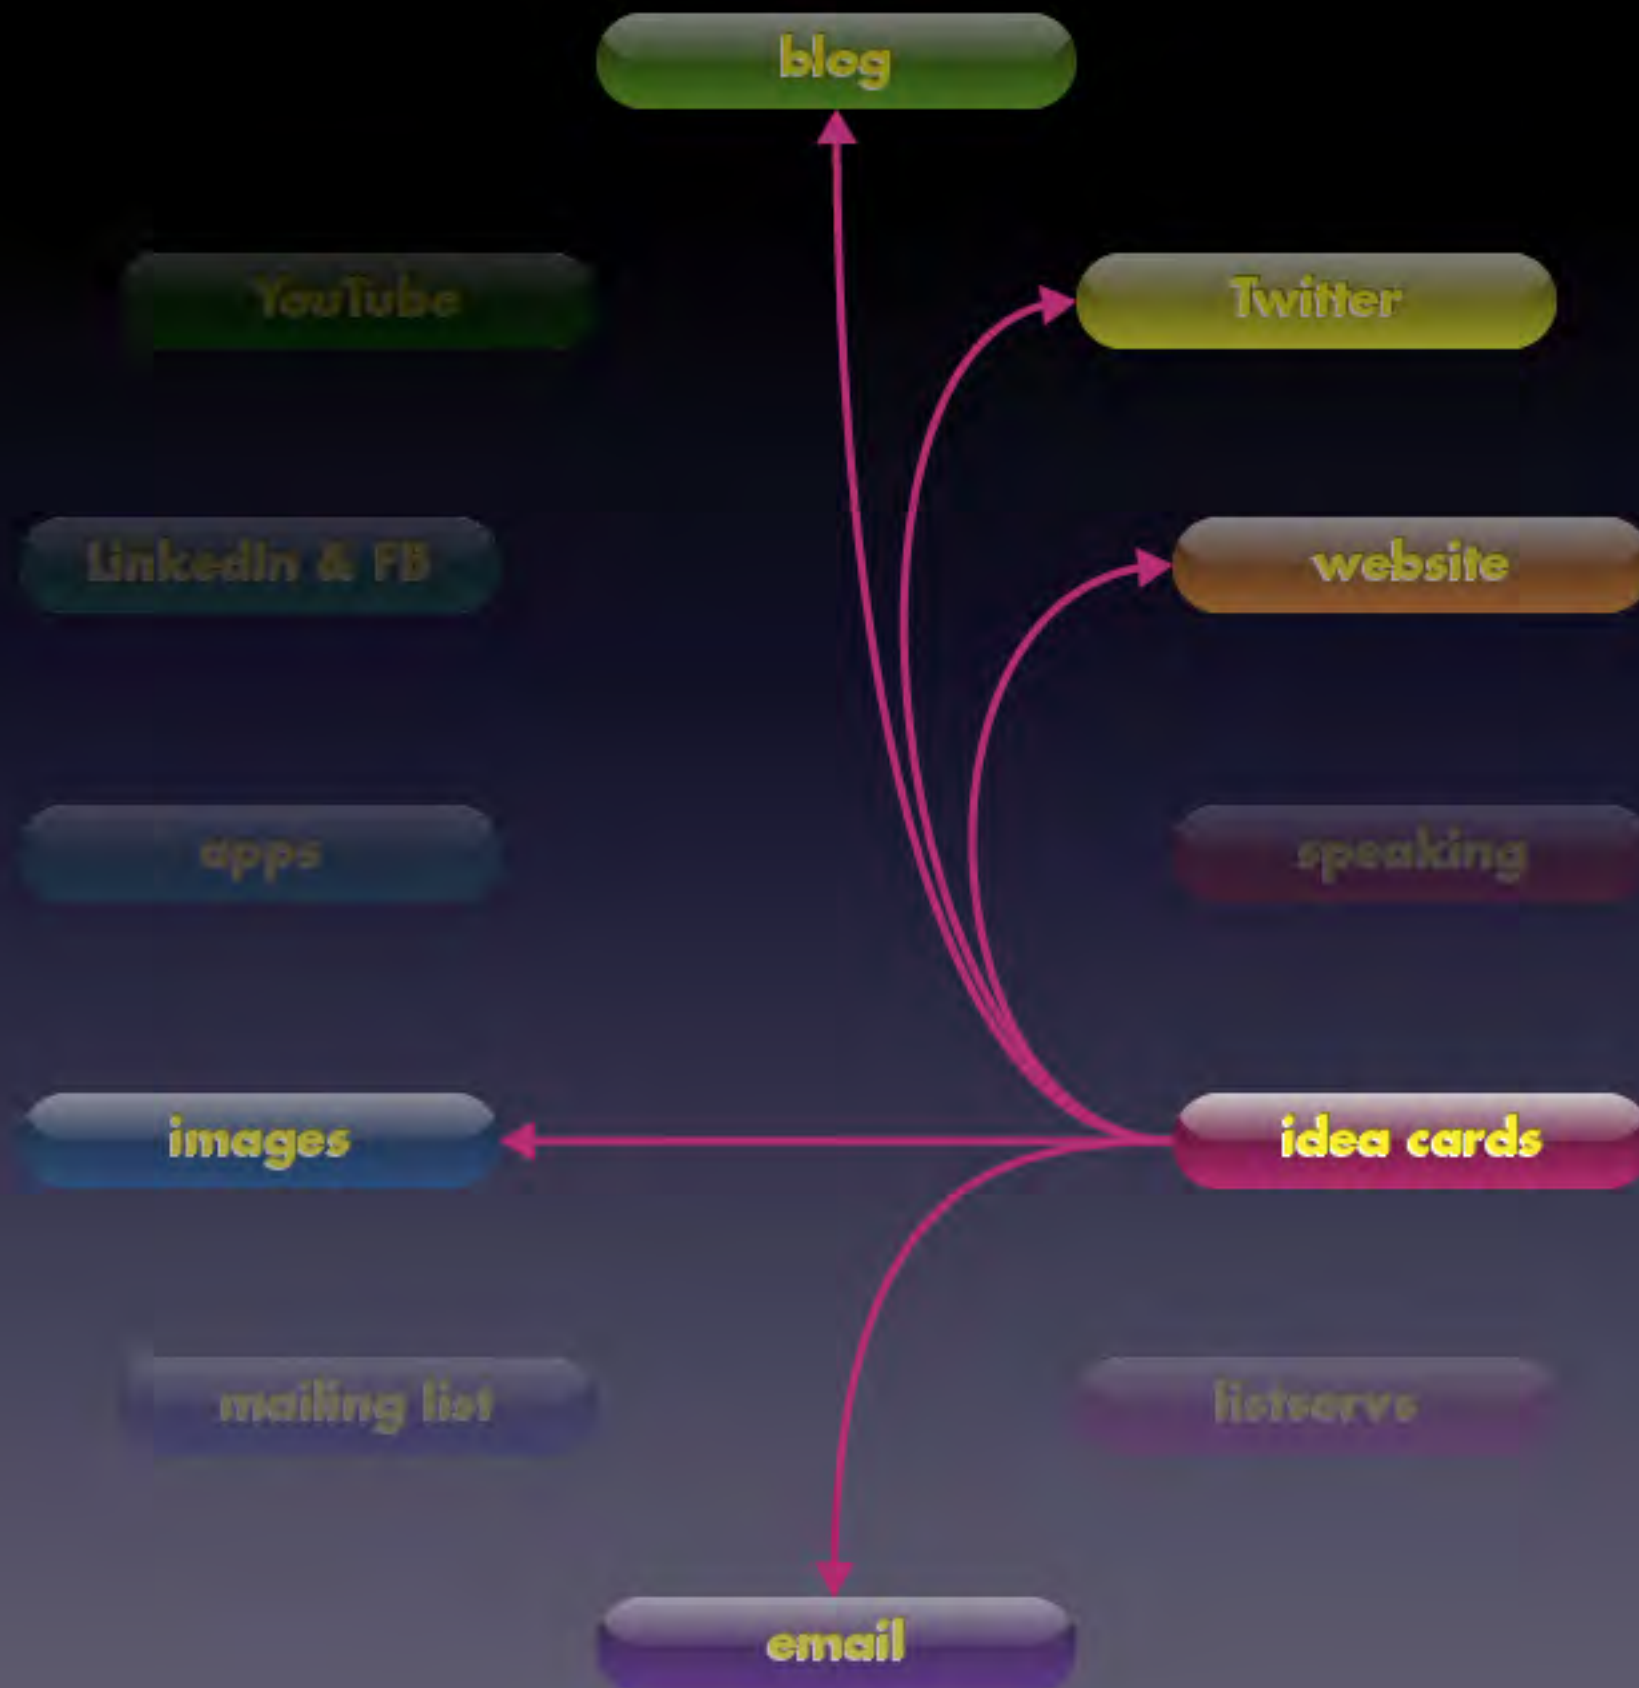 blog
YouTube
Twitter
LinkedIn & FB
website
apps
speaking
images
idea cards
mailing list
listservs
email